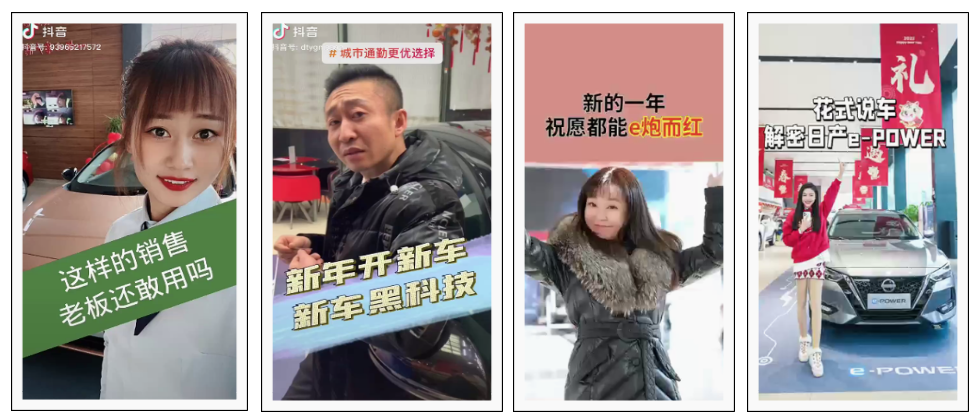 抖音
抖音号: 93965217572
这样的销售
老板还敢用吗
抖音
# 城市通勤更优选择
新年开新车
新车黑科技
新的一年
祝愿都能e炮而红
礼
花式说车
解密日产e-POWER
e-POWER
e-POWER